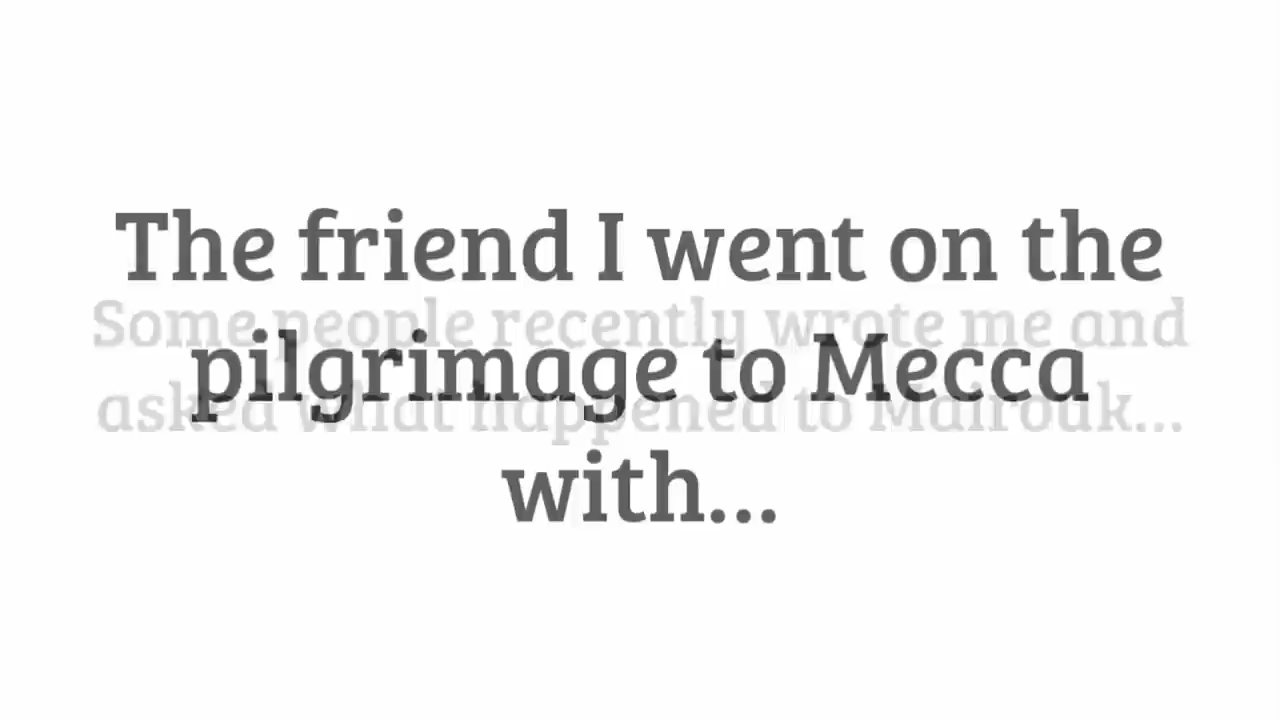 The friend I went on the
pilgrimage to Mecca
with...
Some people recently wrote me and
asked what happened to Mairouk...